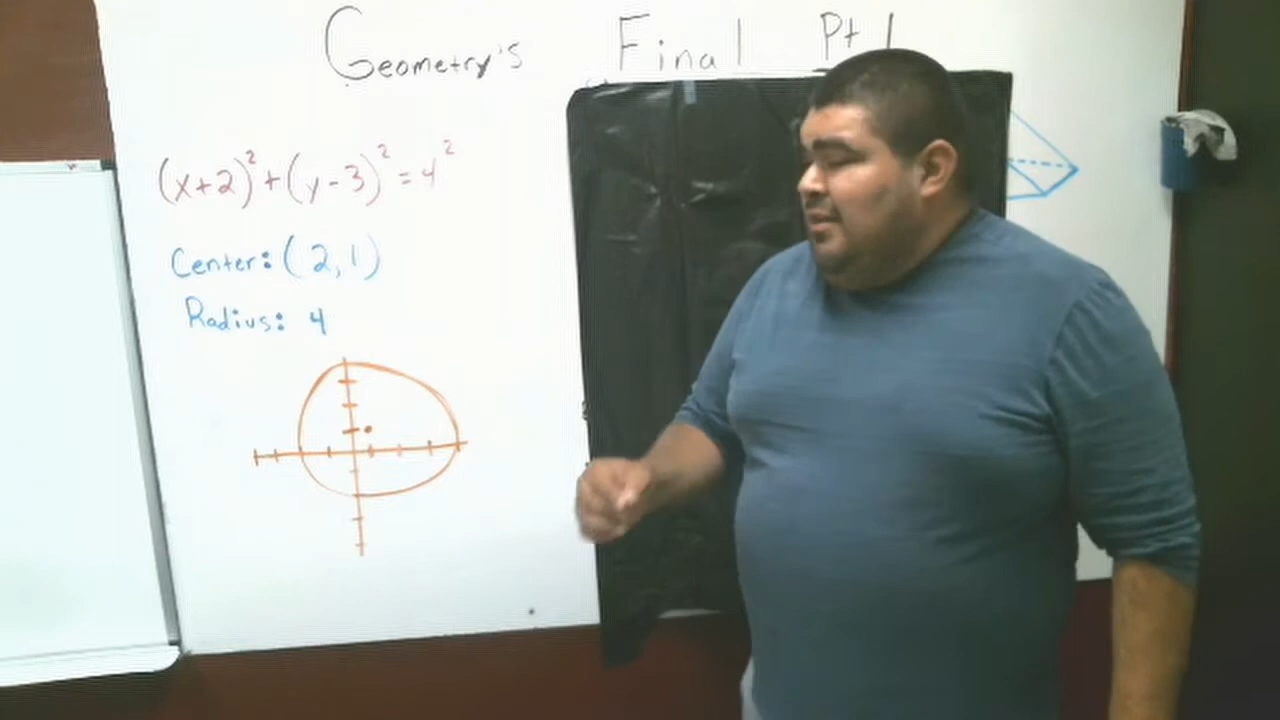 Geometry's Final Pt 1
(x+2)²+(y-3)²=4²
Center: (2,1)
Radius: 4